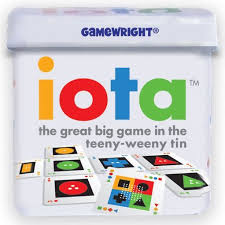 GAMEWRIGHT®
iota™
the great big game in the
teeny-weeny tin